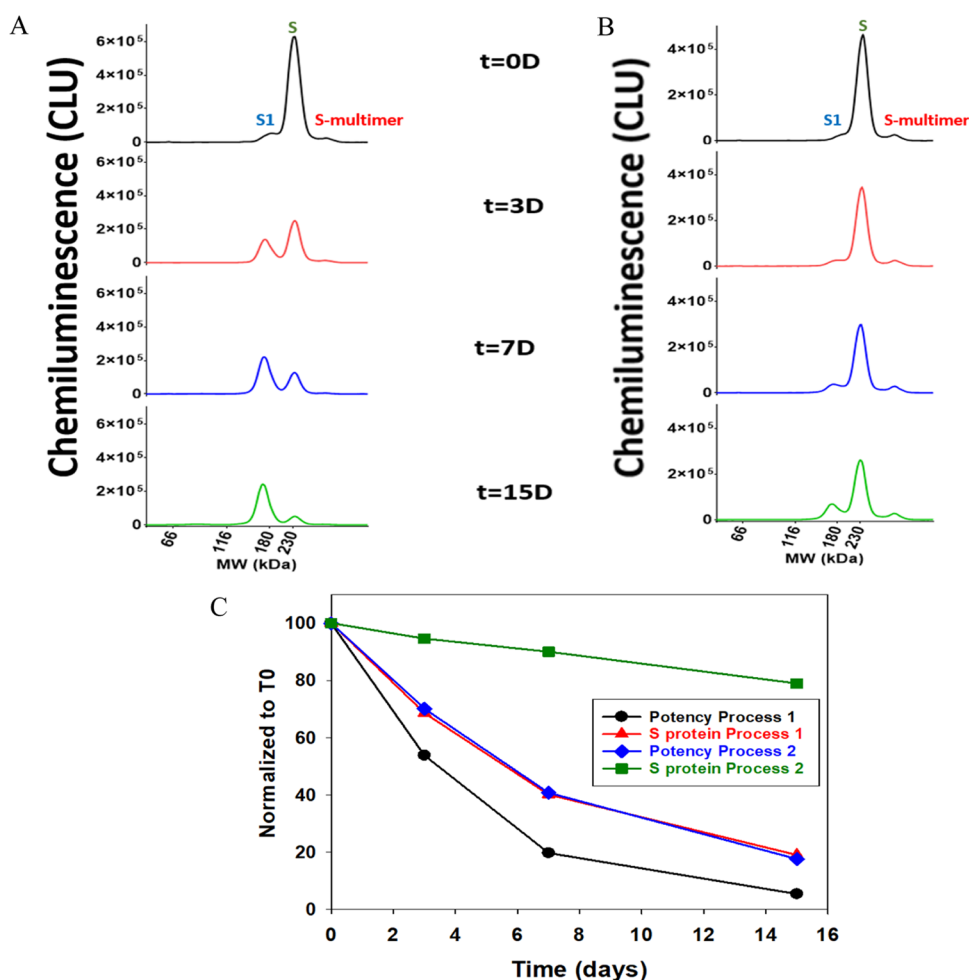 A
B
S
S
6×10⁵
4×10⁵
2×10⁵
0
S1
S-multimer
t=0D
4×10⁵
2×10⁵
0
S1
S-multimer
6×10⁵
4×10⁵
2×10⁵
0
t=3D
4×10⁵
2×10⁵
0
6×10⁵
4×10⁵
2×10⁵
0
t=7D
4×10⁵
2×10⁵
0
6×10⁵
4×10⁵
2×10⁵
0
t=15D
4×10⁵
2×10⁵
0
Chemiluminescence (CLU)
Chemiluminescence (CLU)
66
116
180
230
MW (kDa)
66
116
180
230
MW (kDa)
C
Normalized to T0
100
80
60
40
20
0
Potency Process 1
S protein Process 1
Potency Process 2
S protein Process 2
0 2 4 6 8 10 12 14 16
Time (days)